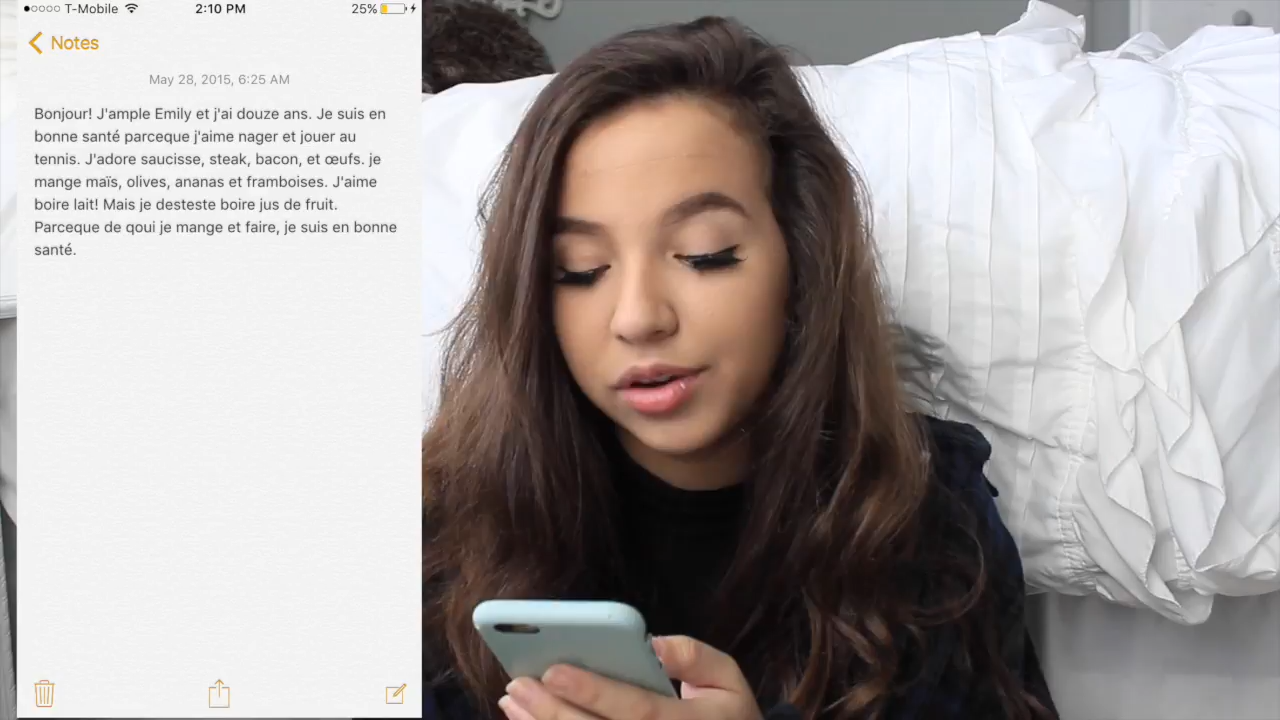 T-Mobile 2:10 PM 25%
Notes
May 28, 2015, 6:25 AM
Bonjour! J'ample Emily et j'ai douze ans. Je suis en
bonne santé parceque j'aime nager et jouer au
tennis. J'adore saucisse, steak, bacon, et œufs. je
mange maïs, olives, ananas et framboises. J'aime
boire lait! Mais je desteste boire jus de fruit.
Parceque de qoui je mange et faire, je suis en bonne
santé.